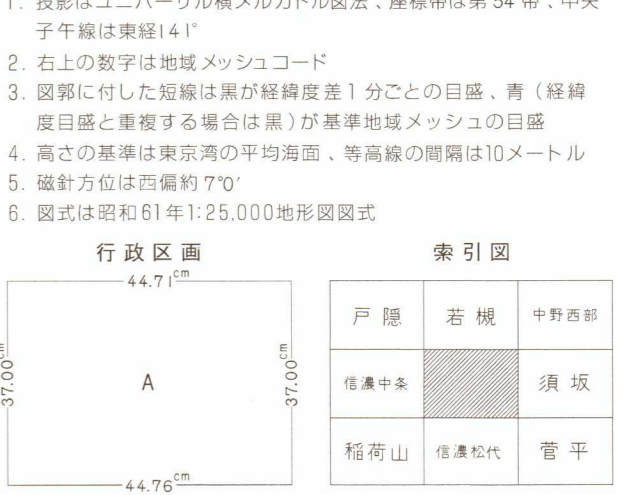 1. 投影はユニバーサル横メルカトル図法、座標帯は第54帯、中央
子午線は東経141°
2. 右上の数字は地域メッシュコード
3. 図郭に付した短線は黒が経緯度差1分ごとの目盛、青（経緯
度目盛と重複する場合は黒）が基準地域メッシュの目盛
4. 高さの基準は東京湾の平均海面、等高線の間隔は10メートル
5. 磁針方位は西偏約7°0′
6. 図式は昭和61年1:25,000地形図図式
行政区画
44.71cm
37.00cm
A
37.00cm
44.76cm
索引図
戸隠 若槻 中野西部
信濃中条 須坂
稲荷山 信濃松代 菅平